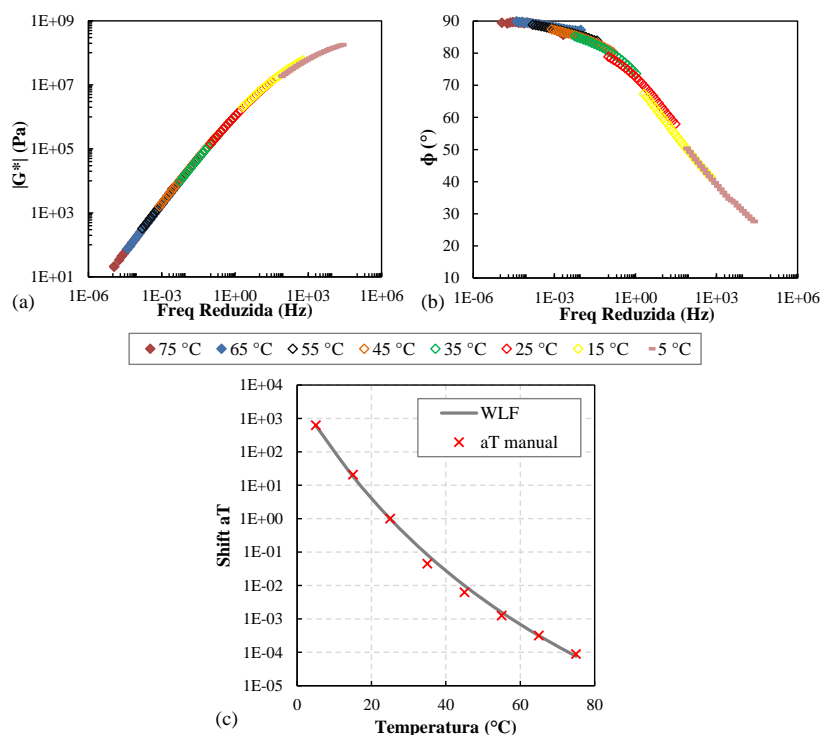 1E+09
1E+07
1E+05
1E+03
1E+01
|G*| (Pa)
1E-06 1E-03 1E+00 1E+03 1E+06
Freq Reduzida (Hz)
(a)
90
80
70
60
50
40
30
20
10
ϕ (°)
1E-06 1E-03 1E+00 1E+03 1E+06
Freq Reduzida (Hz)
(b)
75 °C 65 °C 55 °C 45 °C 35 °C 25 °C 15 °C 5 °C
1E+04
1E+03
1E+02
1E+01
1E+00
1E-01
1E-02
1E-03
1E-04
1E-05
Shift aT
WLF
aT manual
0 20 40 60 80
Temperatura (°C)
(c)